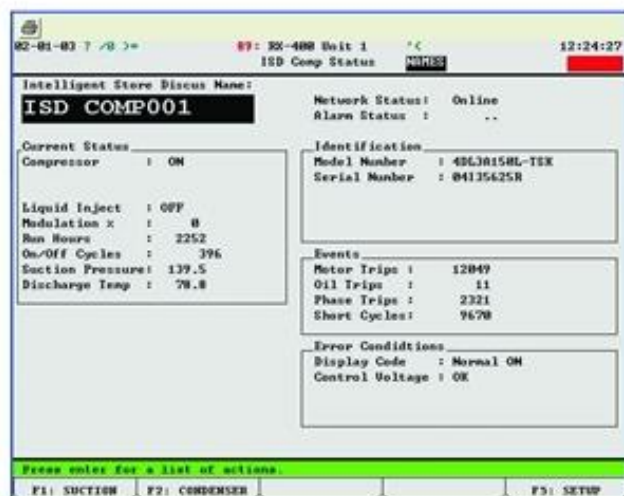 02-01-03 ? /8 >= 09: RX-400 Unit 1 *< 12:24:27
ISD Comp Status NAMES
Intelligent Store Discus Name:
ISD COMP001
Network Status: Online
Alarm Status : ..
Current Status
Compressor : ON
Liquid Inject : OFF
Modulation x : 0
Run Hours : 2252
On/Off Cycles : 396
Suction Pressure: 139.5
Discharge Temp : 70.0
Identification
Model Number : 4DL3A150L-TSK
Serial Number : 04I35625R
Events
Motor Trips : 12049
Oil Trips : 11
Phase Trips : 2321
Short Cycles: 9670
Error Condidtions
Display Code : Normal ON
Control Voltage : OK
Press enter for a list of actions.
F1: SUCTION F2: CONDENSER F5: SETUP